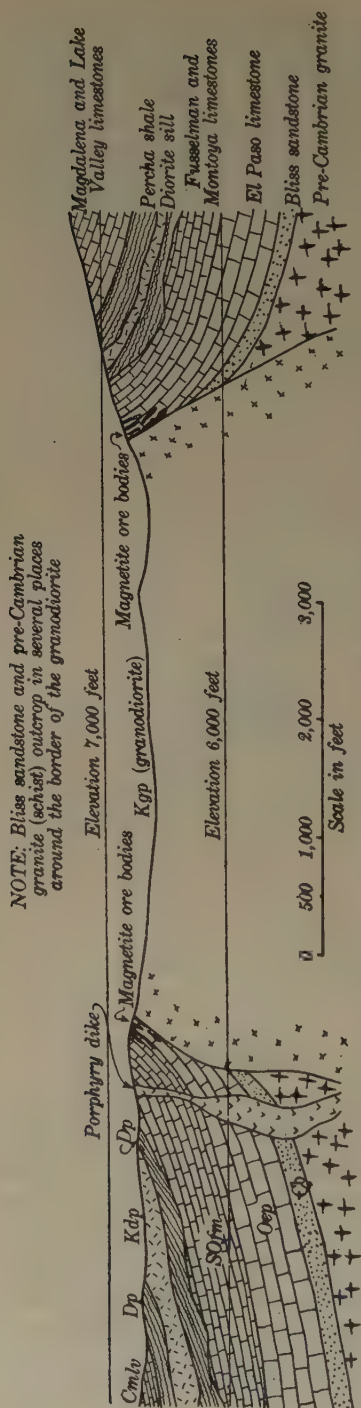 NOTE: Bliss sandstone and pre-Cambrian
granite (schist) outcrop in several places
around the border of the granodiorite
Magdalena and Lake
Valley limestones
Percha shale
Diorite sill
Fusselman and
Montoya limestones
El Paso limestone
Bliss sandstone
Pre-Cambrian granite
Elevation 7,000 feet
Porphyry dike
Magnetite ore bodies
Magnetite ore bodies
Cmlv
Dp
Kdp
Dp
Kgp (granodiorite)
Elevation 6,000 feet
SOfm
Oep
Cb
0 500 1,000 2,000 3,000
Scale in feet